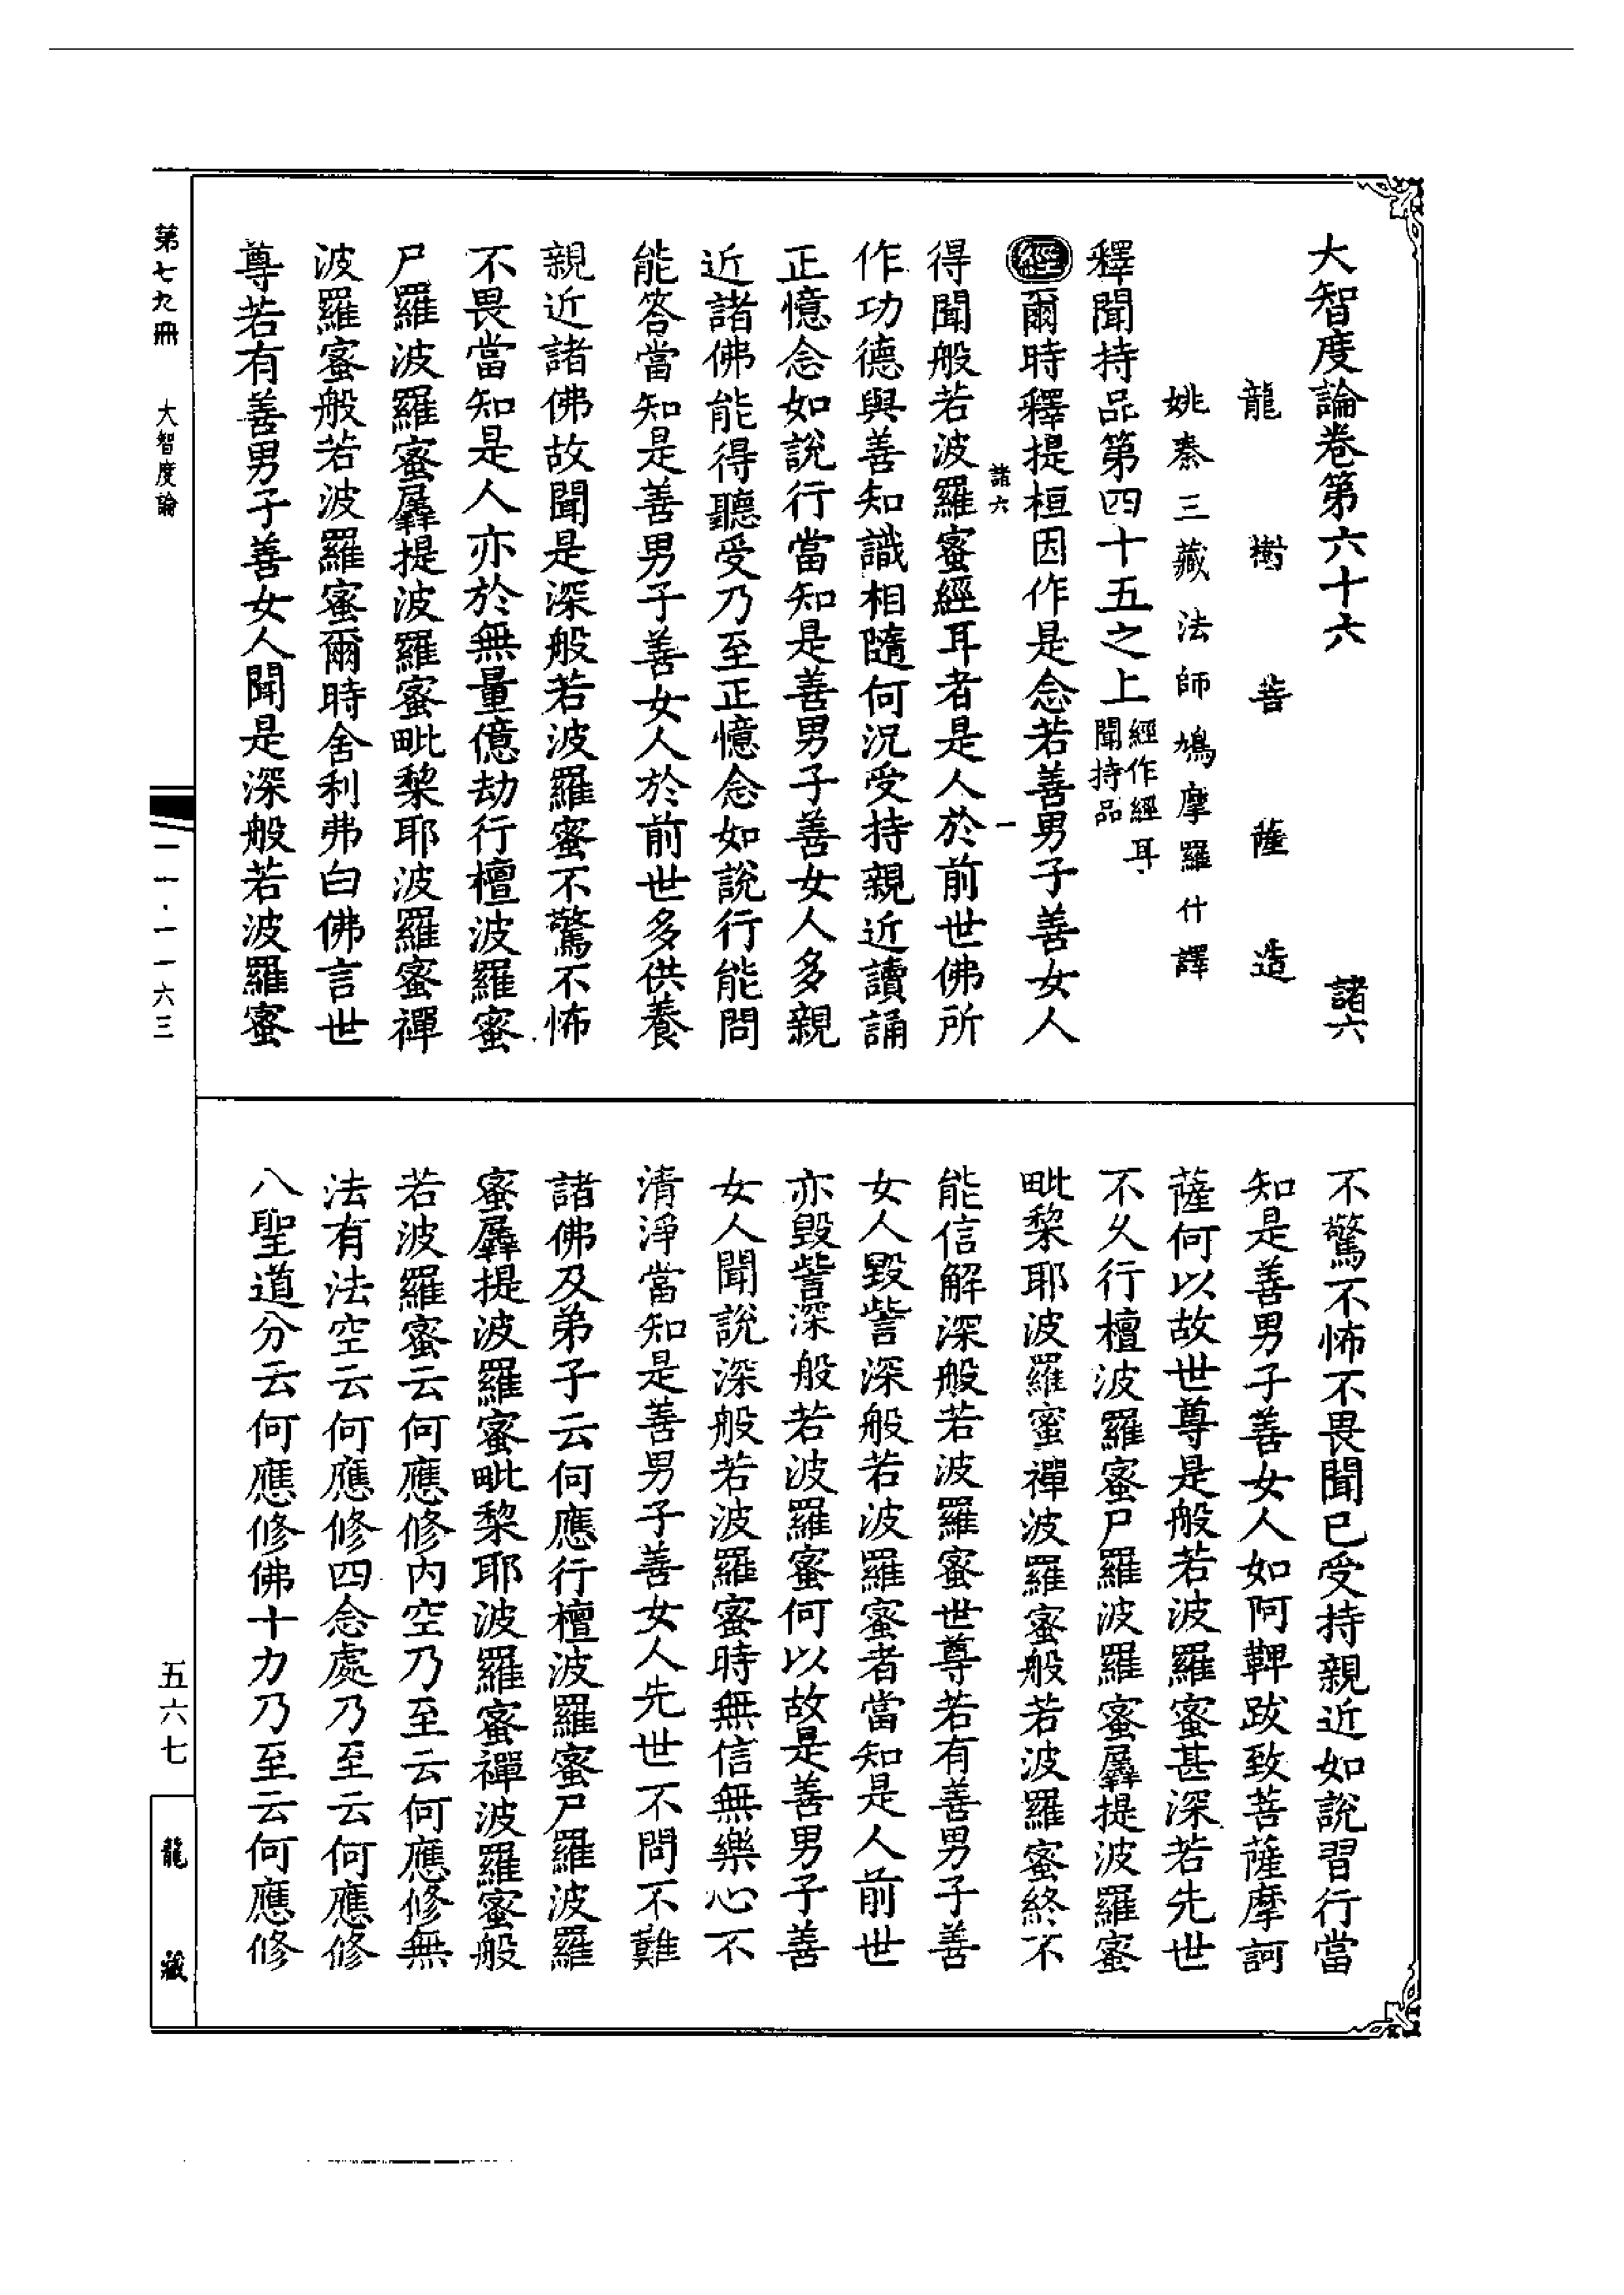 大智度論卷第六十六　諸六
龍樹菩薩造
姚秦三藏法師鳩摩羅什譯
釋聞持品第四十五之上經作經耳聞持品
經爾時釋提桓因作是念若善男子善女人
諸六　一
得聞般若波羅蜜經耳者是人於前世佛所
作功德與善知識相隨何況受持親近讀誦
正憶念如說行當知是善男子善女人多親
近諸佛能得聽受乃至正憶念如說行能問
能答當知是善男子善女人於前世多供養
親近諸佛故聞是深般若波羅蜜不驚不怖
不畏當知是人亦於無量億劫行檀波羅蜜
尸羅波羅蜜羼提波羅蜜毗梨耶波羅蜜禪
波羅蜜般若波羅蜜爾時舍利弗白佛言世
尊若有善男子善女人聞是深般若波羅蜜
不驚不怖不畏聞已受持親近如說習行當
知是善男子善女人如阿鞞跋致菩薩摩訶
薩何以故世尊是般若波羅蜜甚深若先世
不久行檀波羅蜜尸羅波羅蜜羼提波羅蜜
毗梨耶波羅蜜禪波羅蜜般若波羅蜜終不
能信解深般若波羅蜜世尊若有善男子善
女人毀訾深般若波羅蜜者當知是人前世
亦毀訾深般若波羅蜜何以故是善男子善
女人聞說深般若波羅蜜時無信無樂心不
清淨當知是善男子善女人先世不問不難
諸佛及弟子云何應行檀波羅蜜尸羅波羅
蜜羼提波羅蜜毗梨耶波羅蜜禪波羅蜜般
若波羅蜜云何應修內空乃至云何應修無
法有法空云何應修四念處乃至云何應修
八聖道分云何應修佛十力乃至云何應修
第七九冊　大智度論
一一一·一一六三
五六七
龍藏